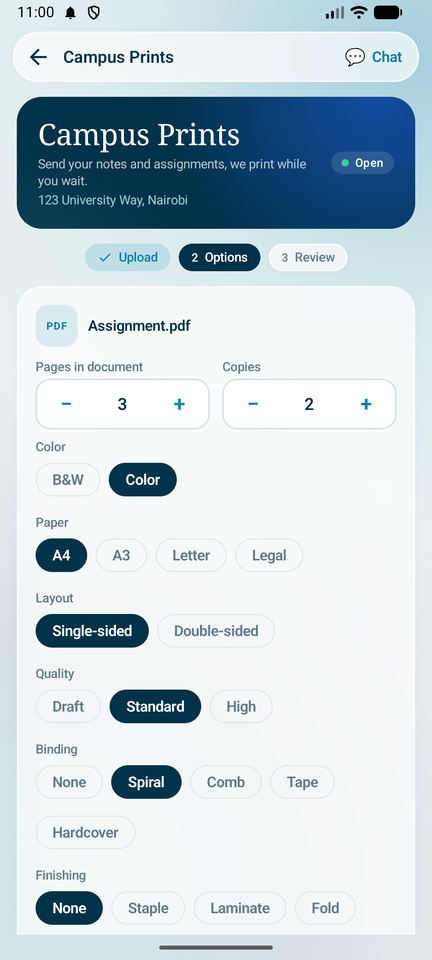 11:00
Campus Prints
Chat
Campus Prints
Send your notes and assignments, we print while
you wait.
123 University Way, Nairobi
Open
Upload
2 Options
3 Review
PDF
Assignment.pdf
Pages in document
Copies
− 3 +
− 2 +
Color
B&W
Color
Paper
A4
A3
Letter
Legal
Layout
Single-sided
Double-sided
Quality
Draft
Standard
High
Binding
None
Spiral
Comb
Tape
Hardcover
Finishing
None
Staple
Laminate
Fold